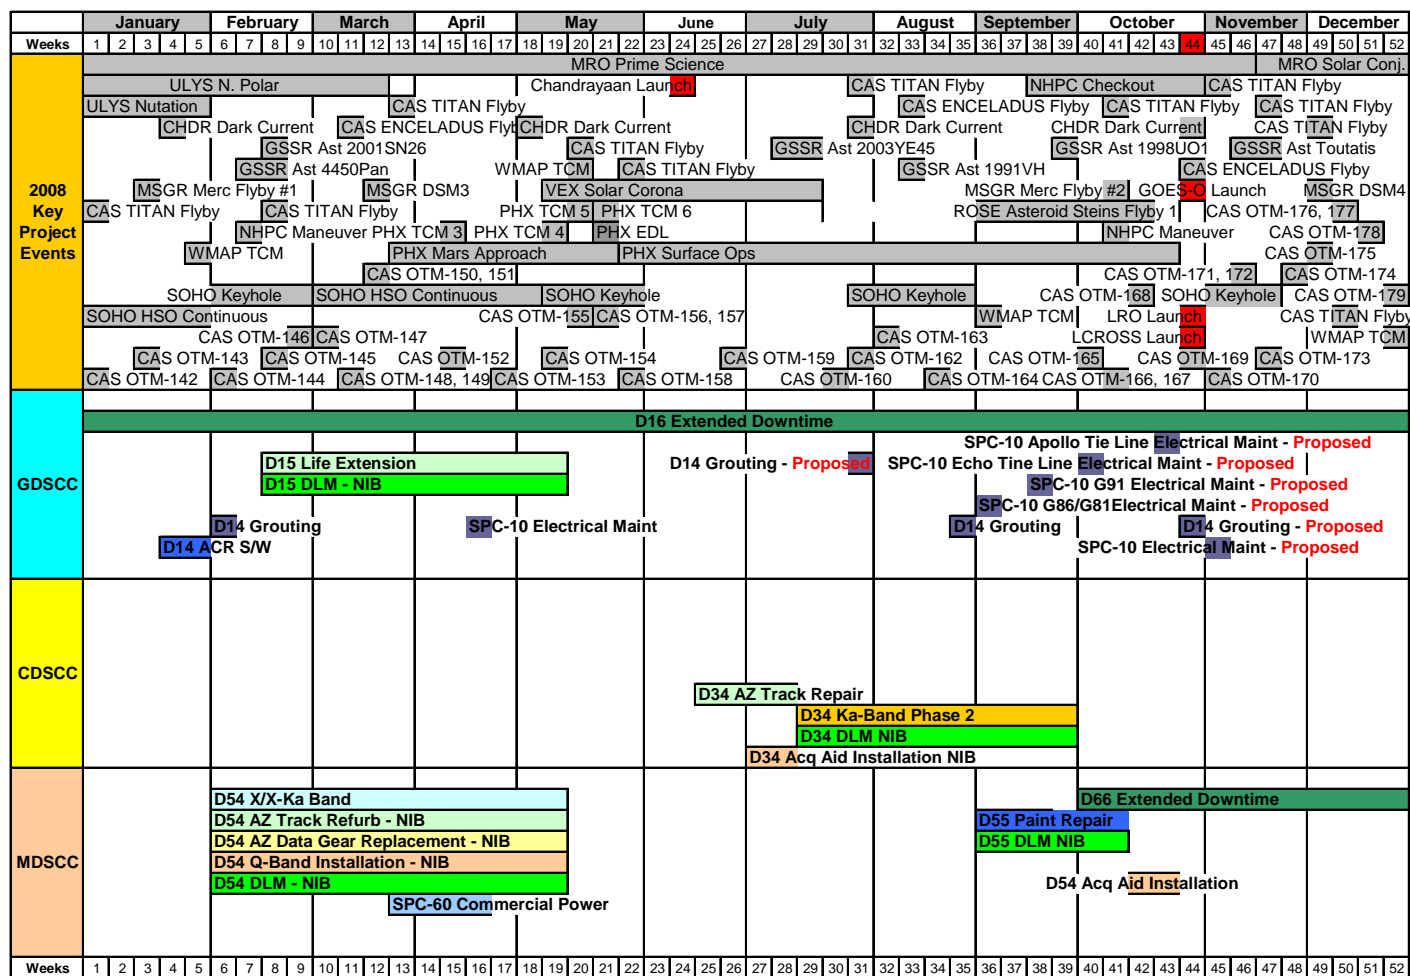 January February March April May June July August September October November December
Weeks 1 2 3 4 5 6 7 8 9 10 11 12 13 14 15 16 17 18 19 20 21 22 23 24 25 26 27 28 29 30 31 32 33 34 35 36 37 38 39 40 41 42 43 44 45 46 47 48 49 50 51 52
2008 Key Project Events
MRO Prime Science MRO Solar Conj.
ULYS N. Polar Chandrayaan Launch CAS TITAN Flyby NHPC Checkout CAS TITAN Flyby
ULYS Nutation CAS TITAN Flyby CAS ENCELADUS Flyby CAS TITAN Flyby CAS TITAN Flyby
CHDR Dark Current CAS ENCELADUS Flyb CHDR Dark Current CHDR Dark Current CHDR Dark Current CAS TITAN Flyby
GSSR Ast 2001SN26 CAS TITAN Flyby GSSR Ast 2003YE45 GSSR Ast 1998UO1 GSSR Ast Toutatis
GSSR Ast 4450Pan WMAP TCM CAS TITAN Flyby GSSR Ast 1991VH CAS ENCELADUS Flyby
MSGR Merc Flyby #1 MSGR DSM3 VEX Solar Corona MSGR Merc Flyby #2 GOES-O Launch MSGR DSM4
CAS TITAN Flyby CAS TITAN Flyby PHX TCM 5 PHX TCM 6 ROSE Asteroid Steins Flyby 1 CAS OTM-176, 177
NHPC Maneuver PHX TCM 3 PHX TCM 4 PHX EDL NHPC Maneuver CAS OTM-178
WMAP TCM PHX Mars Approach PHX Surface Ops CAS OTM-175
CAS OTM-150, 151 CAS OTM-171, 172 CAS OTM-174
SOHO Keyhole SOHO HSO Continuous SOHO Keyhole SOHO Keyhole CAS OTM-168 SOHO Keyhole CAS OTM-179
SOHO HSO Continuous CAS OTM-155 CAS OTM-156, 157 WMAP TCM LRO Launch CAS TITAN Flyby
CAS OTM-146 CAS OTM-147 CAS OTM-163 LCROSS Launch WMAP TCM
CAS OTM-143 CAS OTM-145 CAS OTM-152 CAS OTM-154 CAS OTM-159 CAS OTM-162 CAS OTM-165 CAS OTM-169 CAS OTM-173
CAS OTM-142 CAS OTM-144 CAS OTM-148, 149 CAS OTM-153 CAS OTM-158 CAS OTM-160 CAS OTM-164 CAS OTM-166, 167 CAS OTM-170
GDSCC
D16 Extended Downtime
SPC-10 Apollo Tie Line Electrical Maint - Proposed
D15 Life Extension D14 Grouting - Proposed SPC-10 Echo Tine Line Electrical Maint - Proposed
D15 DLM - NIB SPC-10 G91 Electrical Maint - Proposed
SPC-10 G86/G81Electrical Maint - Proposed
D14 Grouting SPC-10 Electrical Maint D14 Grouting D14 Grouting - Proposed
D14 ACR S/W SPC-10 Electrical Maint - Proposed
CDSCC
D34 AZ Track Repair
D34 Ka-Band Phase 2
D34 DLM NIB
D34 Acq Aid Installation NIB
MDSCC
D54 X/X-Ka Band D66 Extended Downtime
D54 AZ Track Refurb - NIB D55 Paint Repair
D54 AZ Data Gear Replacement - NIB D55 DLM NIB
D54 Q-Band Installation - NIB
D54 DLM - NIB D54 Acq Aid Installation
SPC-60 Commercial Power
Weeks 1 2 3 4 5 6 7 8 9 10 11 12 13 14 15 16 17 18 19 20 21 22 23 24 25 26 27 28 29 30 31 32 33 34 35 36 37 38 39 40 41 42 43 44 45 46 47 48 49 50 51 52